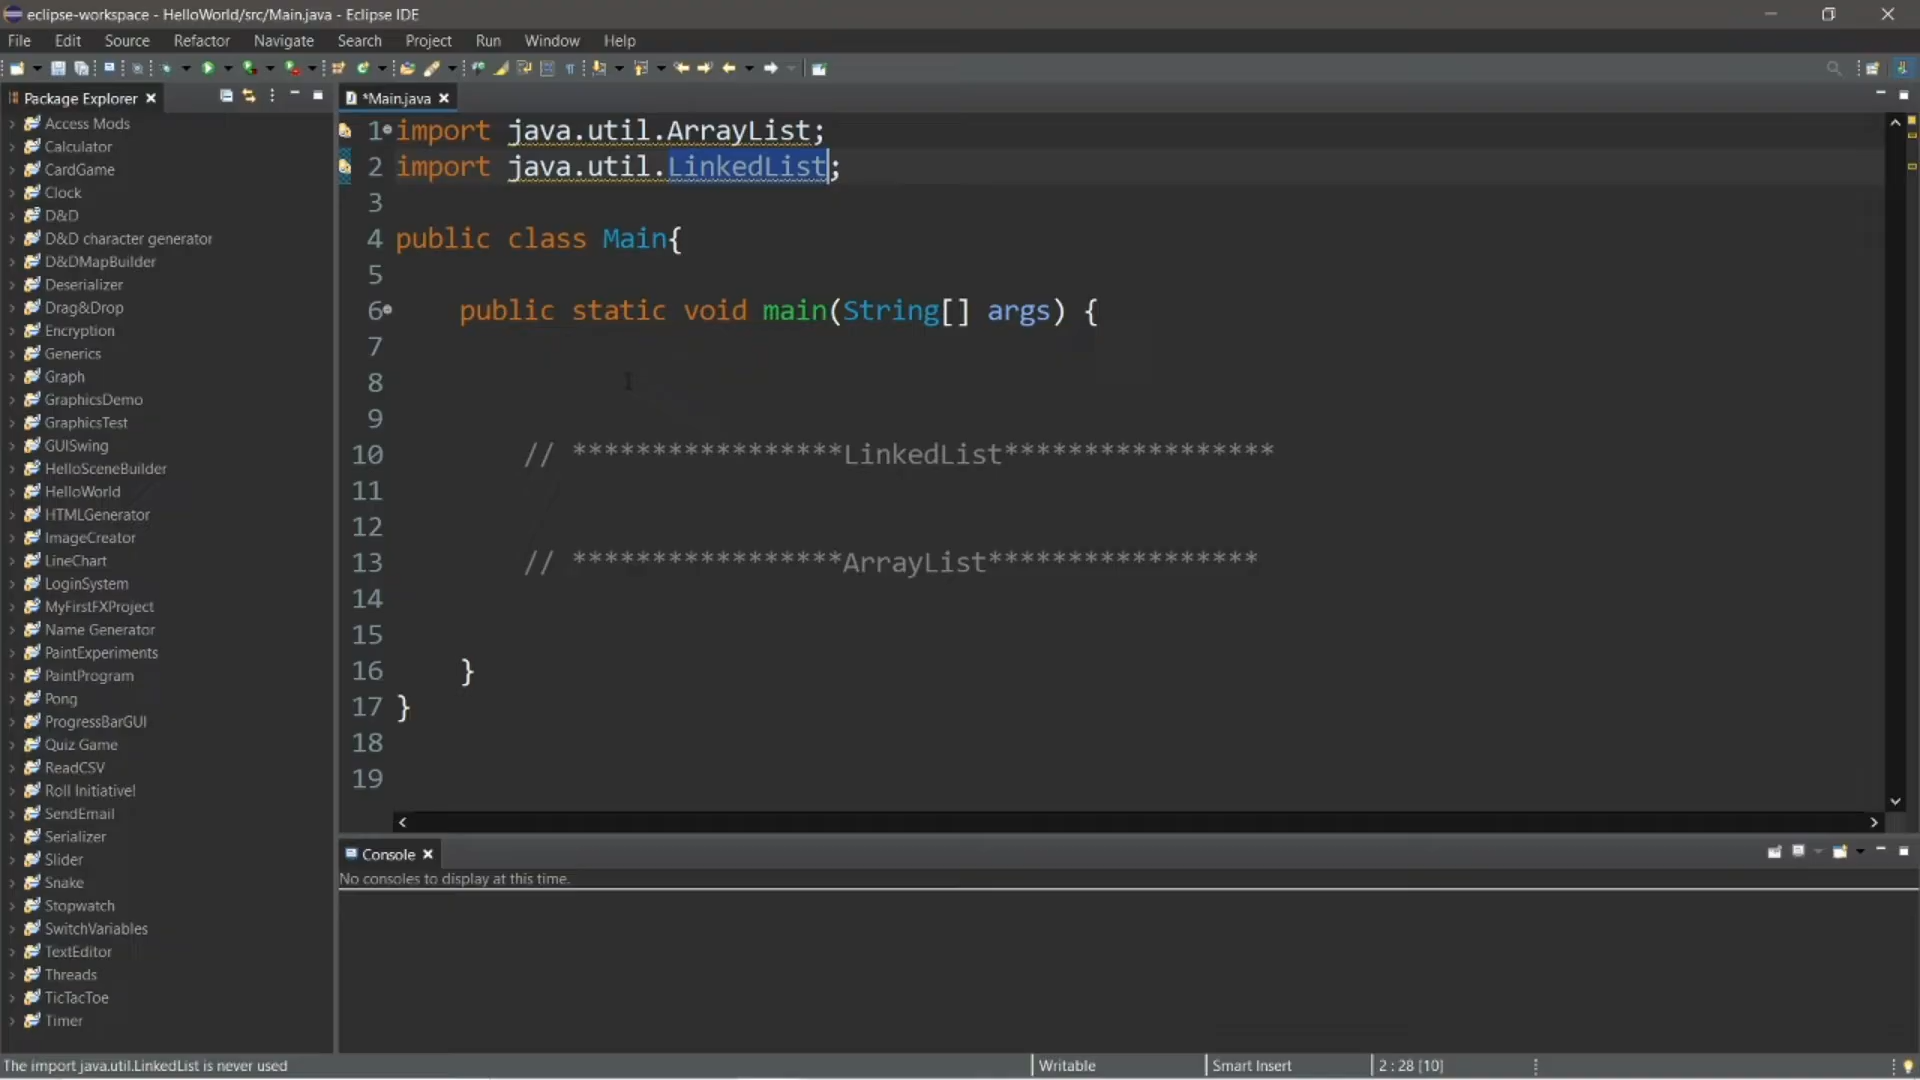 eclipse-workspace - HelloWorld/src/Main.java - Eclipse IDE
File Edit Source Refactor Navigate Search Project Run Window Help
Package Explorer
*Main.java
Access Mods
Calculator
CardGame
Clock
D&D
D&D character generator
D&DMapBuilder
Deserializer
Drag&Drop
Encryption
Generics
Graph
GraphicsDemo
GraphicsTest
GUISwing
HelloSceneBuilder
HelloWorld
HTMLGenerator
ImageCreator
LineChart
LoginSystem
MyFirstFXProject
Name Generator
PaintExperiments
PaintProgram
Pong
ProgressBarGUI
Quiz Game
ReadCSV
Roll Initiative!
SendEmail
Serializer
Slider
Snake
Stopwatch
SwitchVariables
TextEditor
Threads
TicTacToe
Timer
1 import java.util.ArrayList;
2 import java.util.LinkedList;
3
4 public class Main{
5
6 public static void main(String[] args) {
7
8
9
10 // *****************LinkedList*****************
11
12
13 // *****************ArrayList*****************
14
15
16 }
17 }
18
19
Console
No consoles to display at this time.
The import java.util.LinkedList is never used
Writable
Smart Insert
2 : 28 [10]